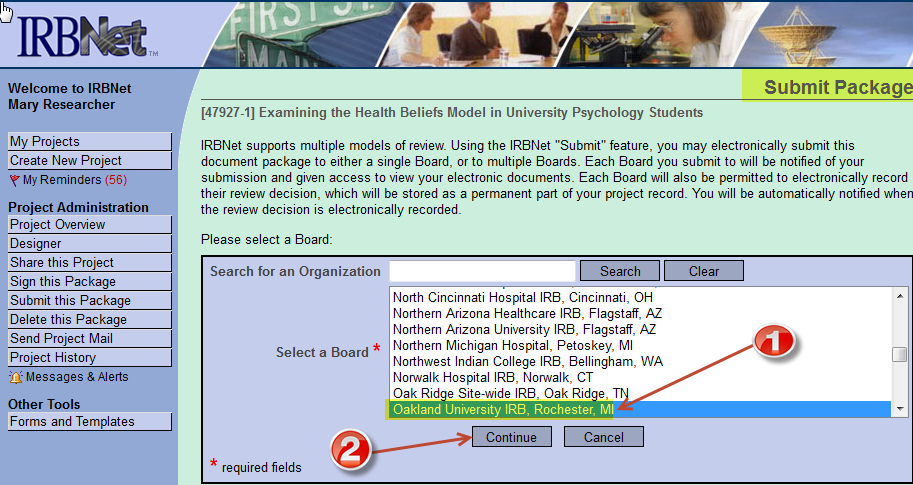 IRBNet™
Submit Package
Welcome to IRBNet
Mary Researcher
My Projects
Create New Project
My Reminders (56)
Project Administration
Project Overview
Designer
Share this Project
Sign this Package
Submit this Package
Delete this Package
Send Project Mail
Project History
Messages & Alerts
Other Tools
Forms and Templates
[47927-1] Examining the Health Beliefs Model in University Psychology Students
IRBNet supports multiple models of review. Using the IRBNet "Submit" feature, you may electronically submit this
document package to either a single Board, or to multiple Boards. Each Board you submit to will be notified of your
submission and given access to view your electronic documents. Each Board will also be permitted to electronically record
their review decision, which will be stored as a permanent part of your project record. You will be automatically notified when
the review decision is electronically recorded.
Please select a Board:
Search for an Organization Search Clear
Select a Board *
North Cincinnati Hospital IRB, Cincinnati, OH
Northern Arizona Healthcare IRB, Flagstaff, AZ
Northern Arizona University IRB, Flagstaff, AZ
Northern Michigan Hospital, Petoskey, MI
Northwest Indian College IRB, Bellingham, WA
Norwalk Hospital IRB, Norwalk, CT
Oak Ridge Site-wide IRB, Oak Ridge, TN
Oakland University IRB, Rochester, MI
1
2
Continue Cancel
* required fields